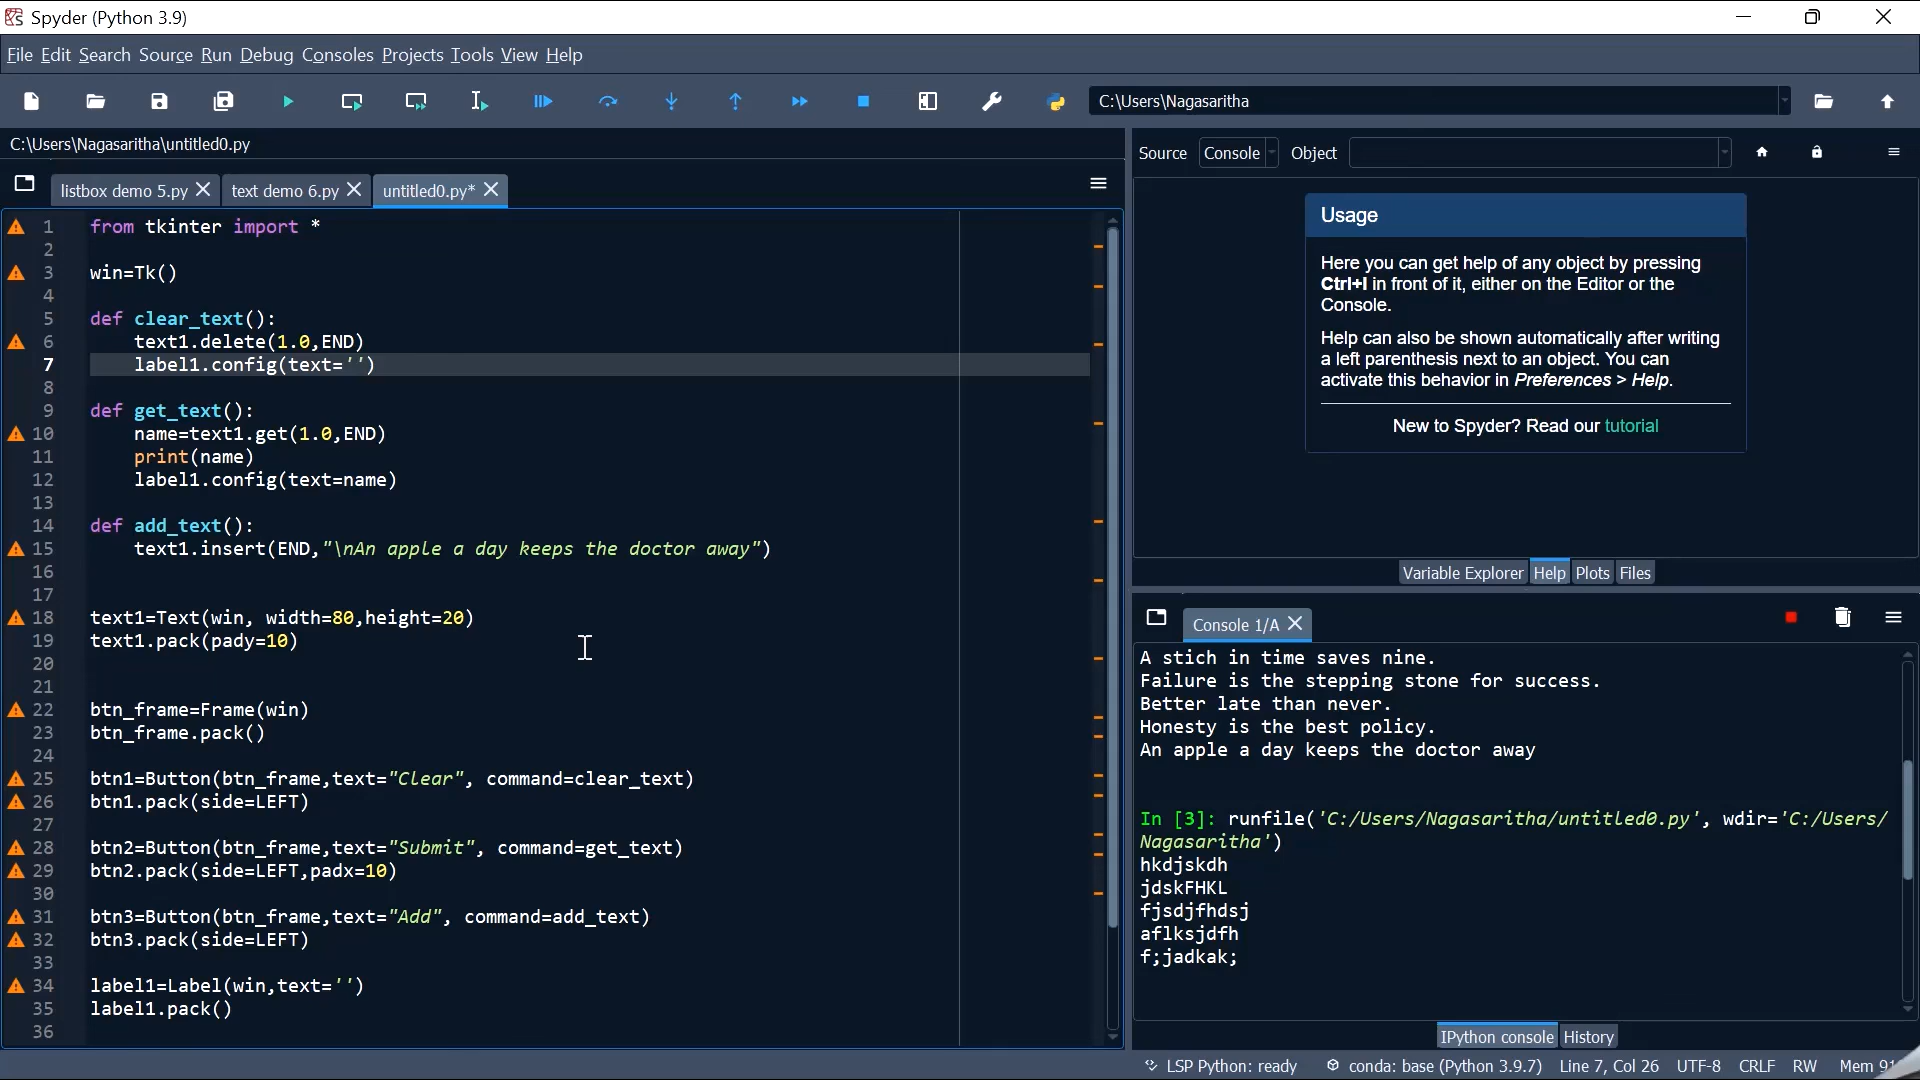 Spyder (Python 3.9)
File Edit Search Source Run Debug Consoles Projects Tools View Help
C:\Users\Nagasaritha
C:\Users\Nagasaritha\untitled0.py
listbox demo 5.py
text demo 6.py
untitled0.py*
1 from tkinter import *
2
3 win=Tk()
4
5 def clear_text():
6 text1.delete(1.0,END)
7 label1.config(text='')
8
9 def get_text():
10 name=text1.get(1.0,END)
11 print(name)
12 label1.config(text=name)
13
14 def add_text():
15 text1.insert(END,"\nAn apple a day keeps the doctor away")
16
17
18 text1=Text(win, width=80,height=20)
19 text1.pack(pady=10)
20
21
22 btn_frame=Frame(win)
23 btn_frame.pack()
24
25 btn1=Button(btn_frame,text="Clear", command=clear_text)
26 btn1.pack(side=LEFT)
27
28 btn2=Button(btn_frame,text="Submit", command=get_text)
29 btn2.pack(side=LEFT,padx=10)
30
31 btn3=Button(btn_frame,text="Add", command=add_text)
32 btn3.pack(side=LEFT)
33
34 label1=Label(win,text='')
35 label1.pack()
36
Source Console Object
Usage
Here you can get help of any object by pressing
Ctrl+I in front of it, either on the Editor or the
Console.
Help can also be shown automatically after writing
a left parenthesis next to an object. You can
activate this behavior in Preferences > Help.
New to Spyder? Read our tutorial
Variable Explorer Help Plots Files
Console 1/A
A stich in time saves nine.
Failure is the stepping stone for success.
Better late than never.
Honesty is the best policy.
An apple a day keeps the doctor away
In [3]: runfile('C:/Users/Nagasaritha/untitled0.py', wdir='C:/Users/
Nagasaritha')
hkdjskdh
jdskFHKL
fjsdjfhdsj
aflksjdfh
f;jadkak;
IPython console History
LSP Python: ready conda: base (Python 3.9.7) Line 7, Col 26 UTF-8 CRLF RW Mem